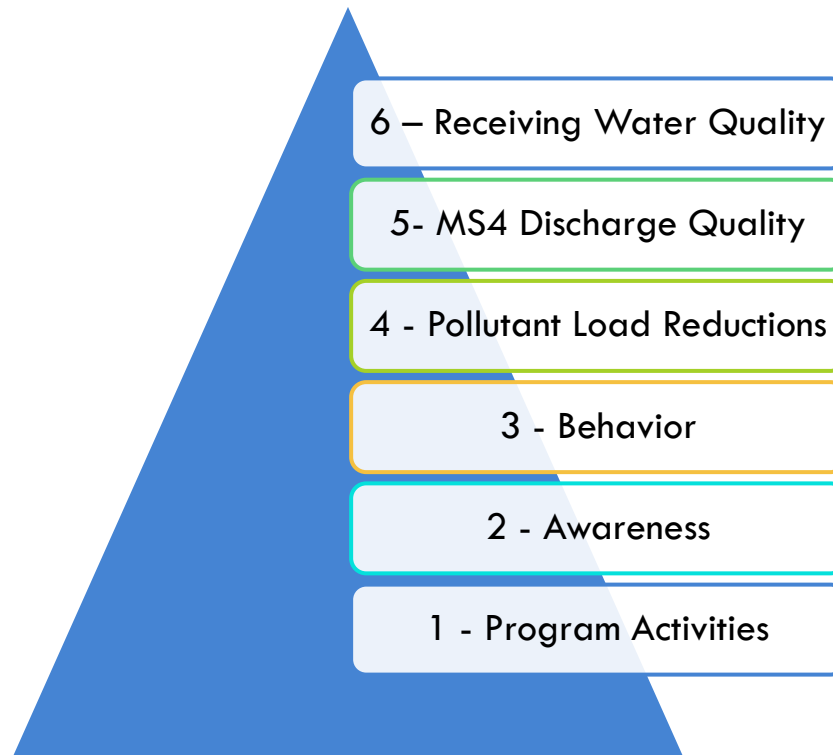 6 – Receiving Water Quality
5- MS4 Discharge Quality
4 - Pollutant Load Reductions
3 - Behavior
2 - Awareness
1 - Program Activities